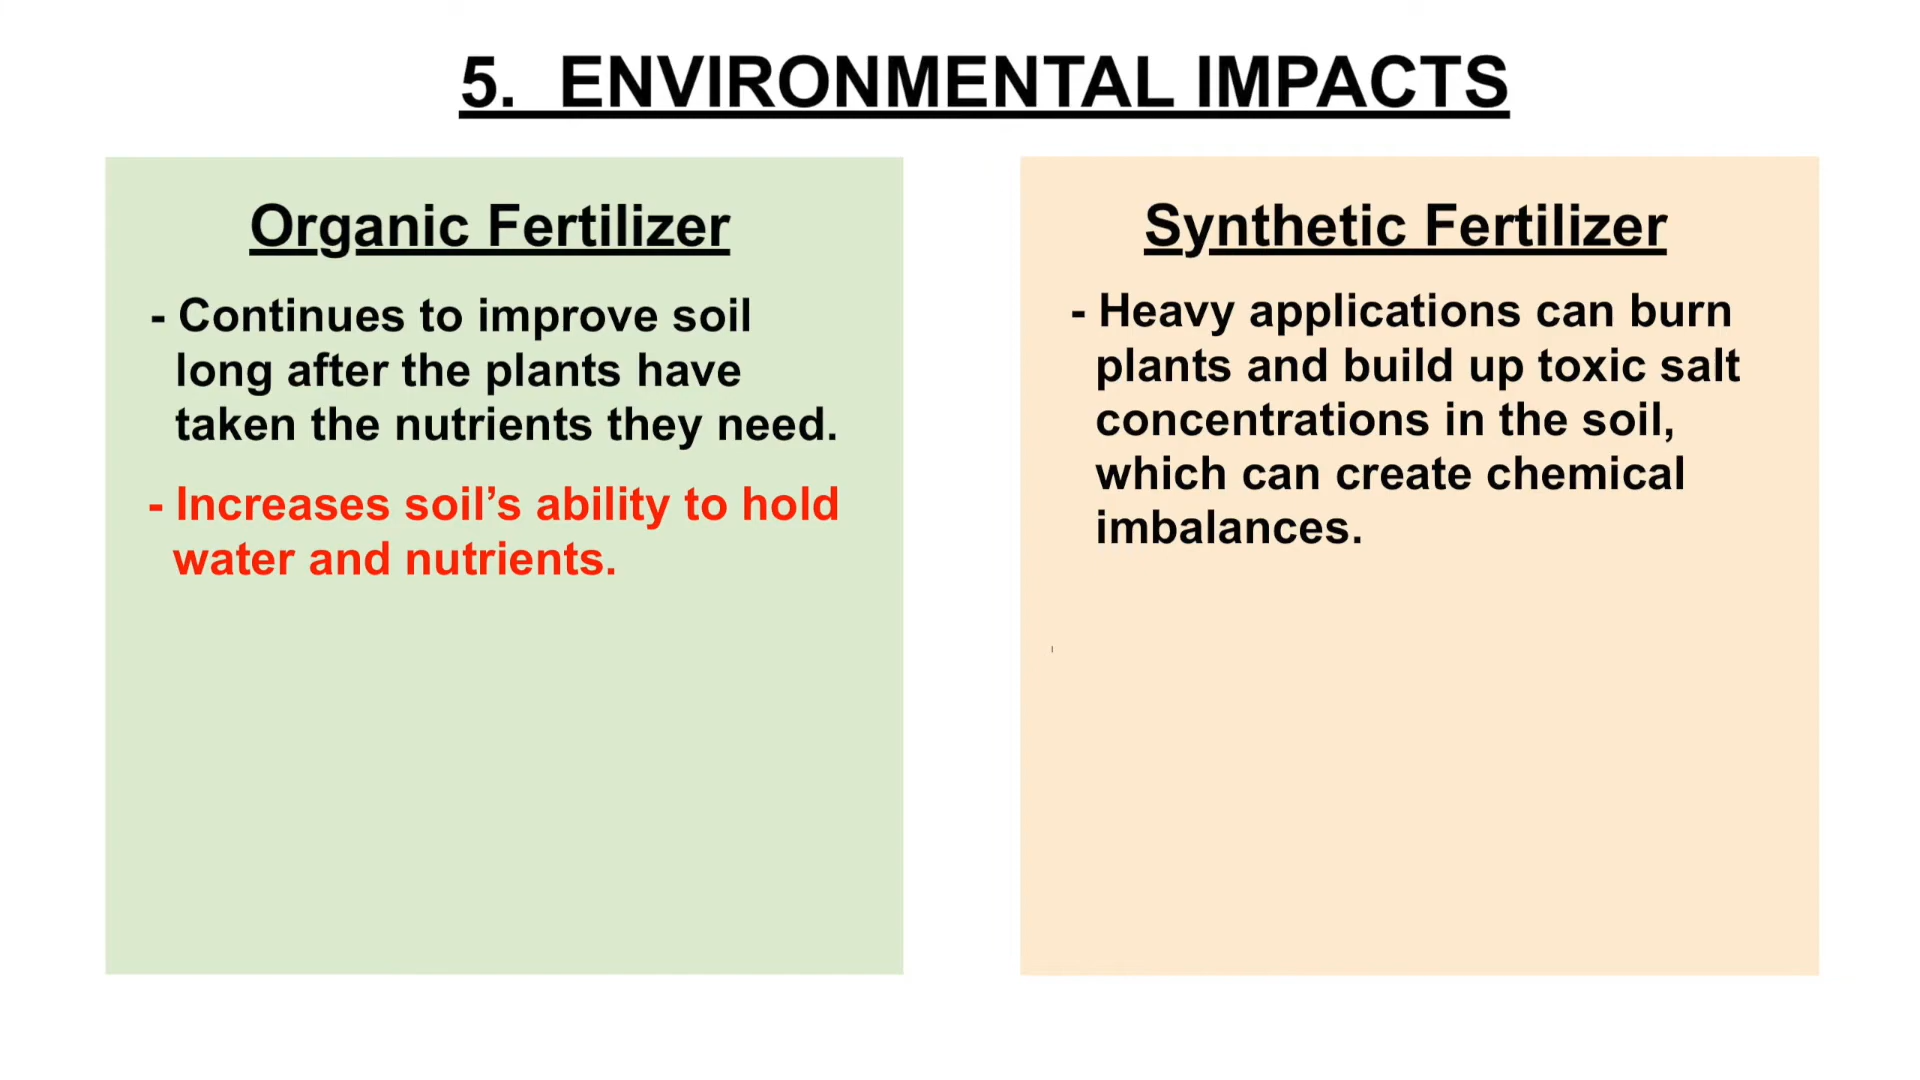 5. ENVIRONMENTAL IMPACTS
Organic Fertilizer
- Continues to improve soil
long after the plants have
taken the nutrients they need.
- Increases soil’s ability to hold
water and nutrients.
Synthetic Fertilizer
- Heavy applications can burn
plants and build up toxic salt
concentrations in the soil,
which can create chemical
imbalances.